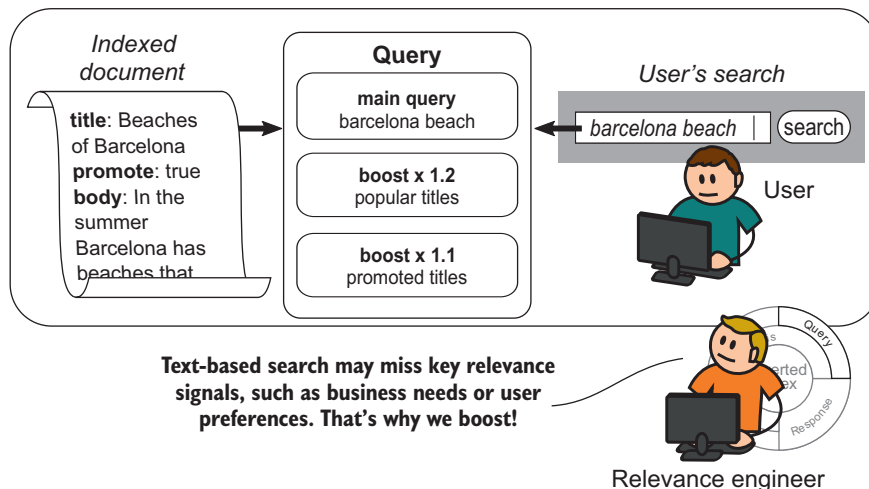 Indexed
document
title: Beaches
of Barcelona
promote: true
body: In the
summer
Barcelona has
beaches that
Query
main query
barcelona beach
boost x 1.2
popular titles
boost x 1.1
promoted titles
User's search
barcelona beach
search
User
Text-based search may miss key relevance
signals, such as business needs or user
preferences. That's why we boost!
Query
Response
Relevance engineer